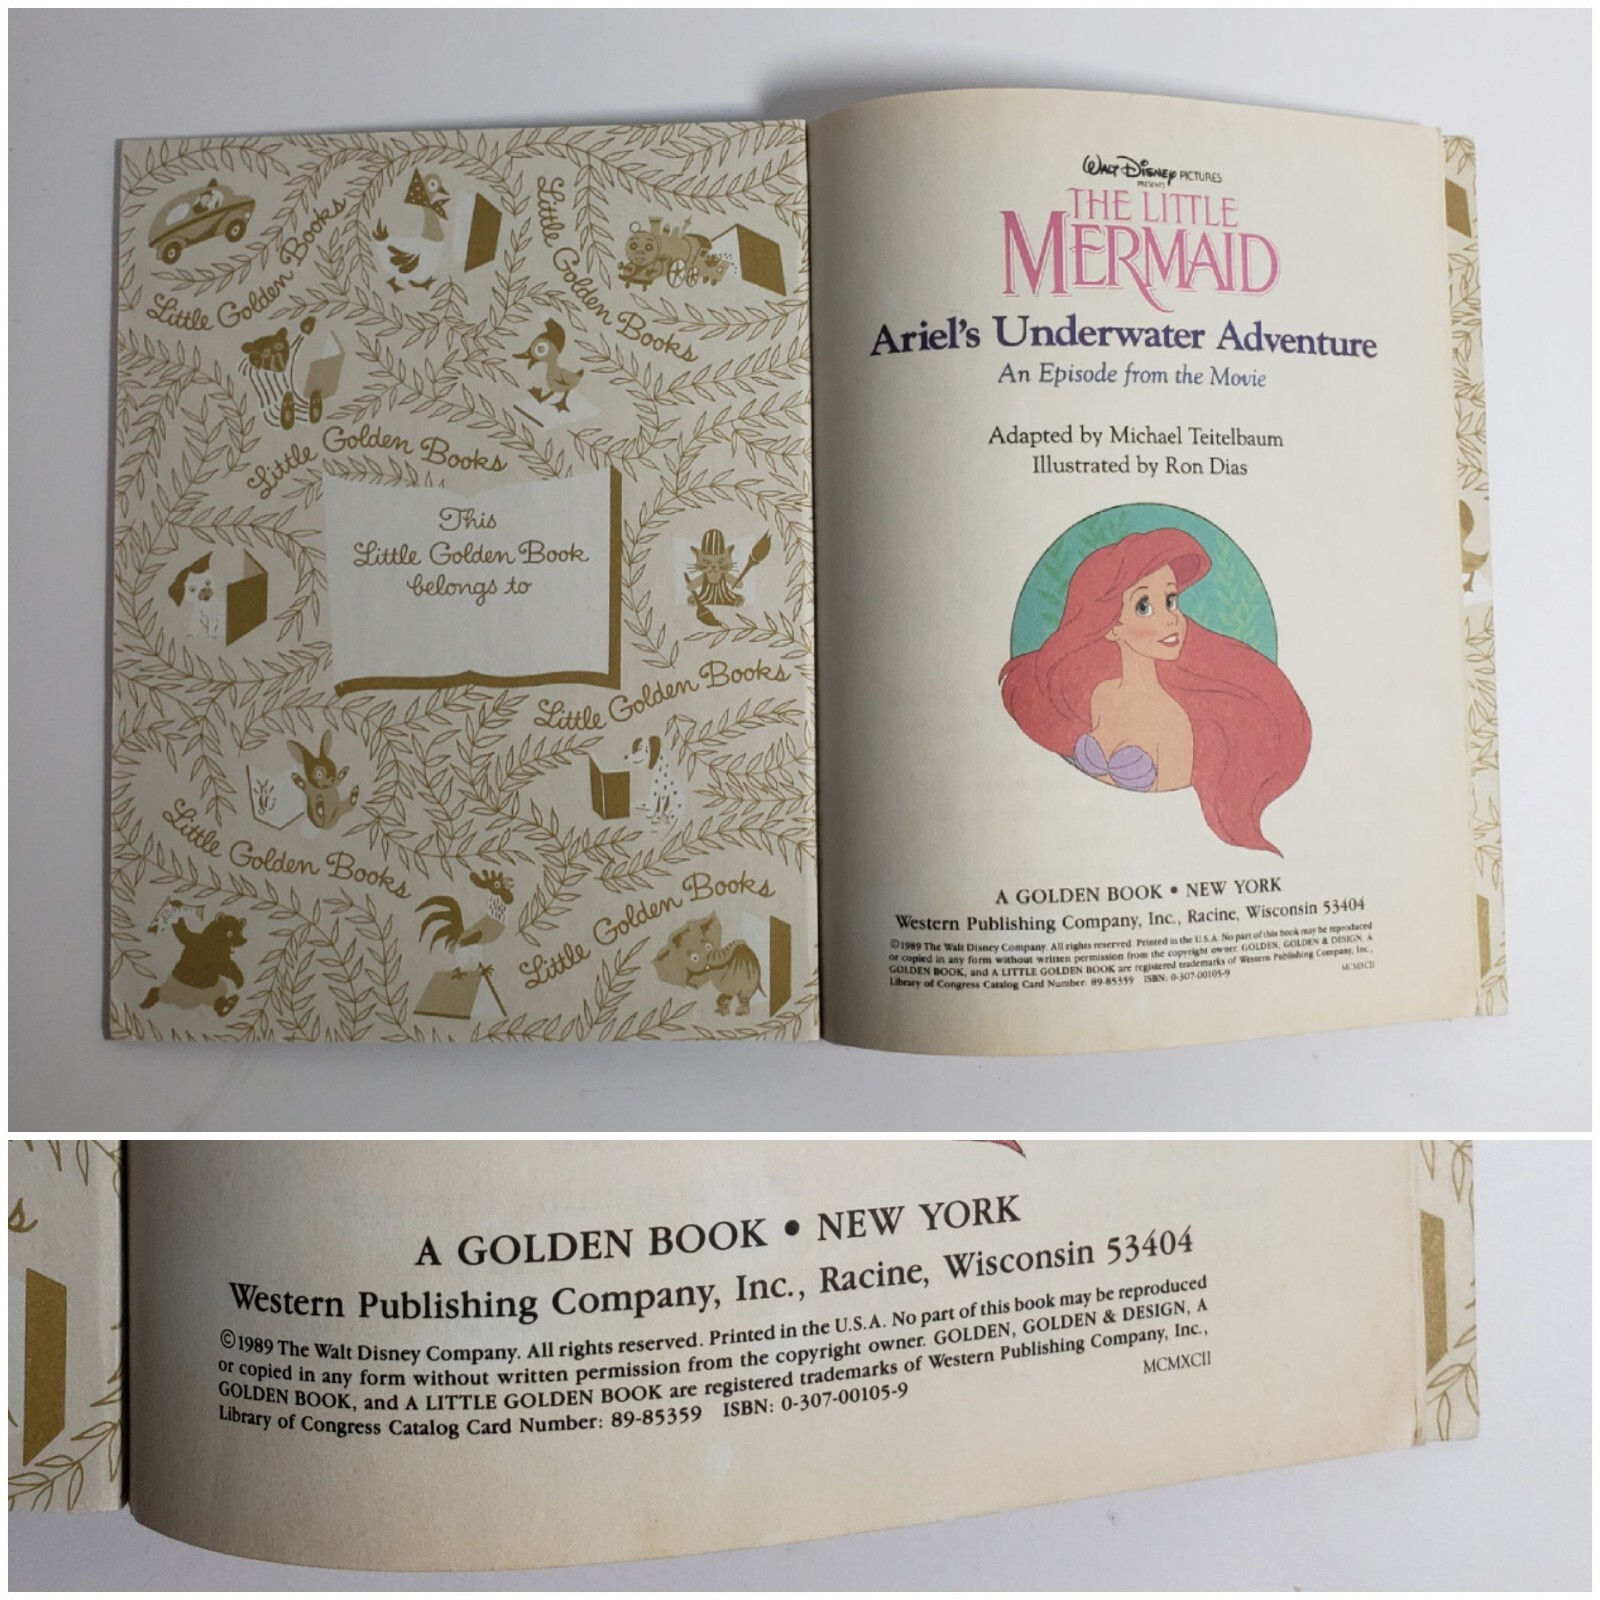 Little Golden Books
Little Golden Books
Little Golden Books
This
Little Golden Book
belongs to
Little Golden Books
Little Golden Books
Little Golden Books
WALT DISNEY PICTURES
PRESENTS
THE LITTLE
MERMAID
Ariel's Underwater Adventure
An Episode from the Movie
Adapted by Michael Teitelbaum
Illustrated by Ron Dias
A GOLDEN BOOK • NEW YORK
Western Publishing Company, Inc., Racine, Wisconsin 53404
©1989 The Walt Disney Company. All rights reserved. Printed in the U.S.A. No part of this book may be reproduced
or copied in any form without written permission from the copyright owner. GOLDEN, GOLDEN & DESIGN, A
GOLDEN BOOK, and A LITTLE GOLDEN BOOK are registered trademarks of Western Publishing Company, Inc.,
Library of Congress Catalog Card Number: 89-85359 ISBN: 0-307-00105-9 MCMXCII
s
A GOLDEN BOOK • NEW YORK
Western Publishing Company, Inc., Racine, Wisconsin 53404
©1989 The Walt Disney Company. All rights reserved. Printed in the U.S.A. No part of this book may be reproduced
or copied in any form without written permission from the copyright owner. GOLDEN, GOLDEN & DESIGN, A
GOLDEN BOOK, and A LITTLE GOLDEN BOOK are registered trademarks of Western Publishing Company, Inc.,
Library of Congress Catalog Card Number: 89-85359 ISBN: 0-307-00105-9 MCMXCII